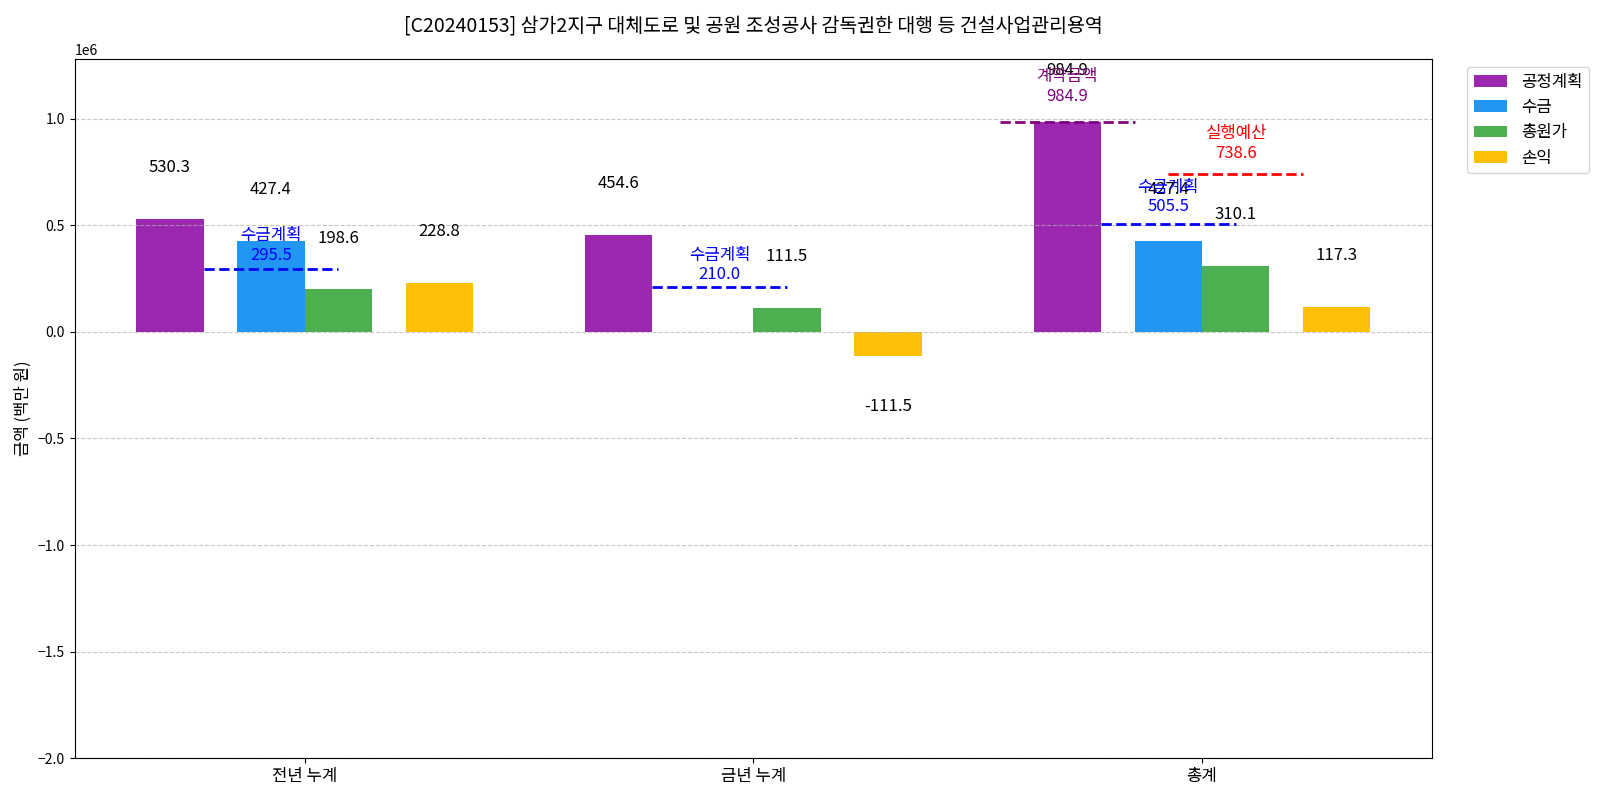 [C20240153] 삼가2지구 대체도로 및 공원 조성공사 감독권한 대행 등 건설사업관리용역
1e6
금액 (백만 원)
1.0
0.5
0.0
−0.5
−1.0
−1.5
−2.0
530.3
427.4
수금계획
295.5
198.6
228.8
454.6
수금계획
210.0
111.5
-111.5
984.9
계약금액
984.9
실행예산
738.6
427.4
수금계획
505.5
310.1
117.3
전년 누계
금년 누계
총계
공정계획
수금
총원가
손익